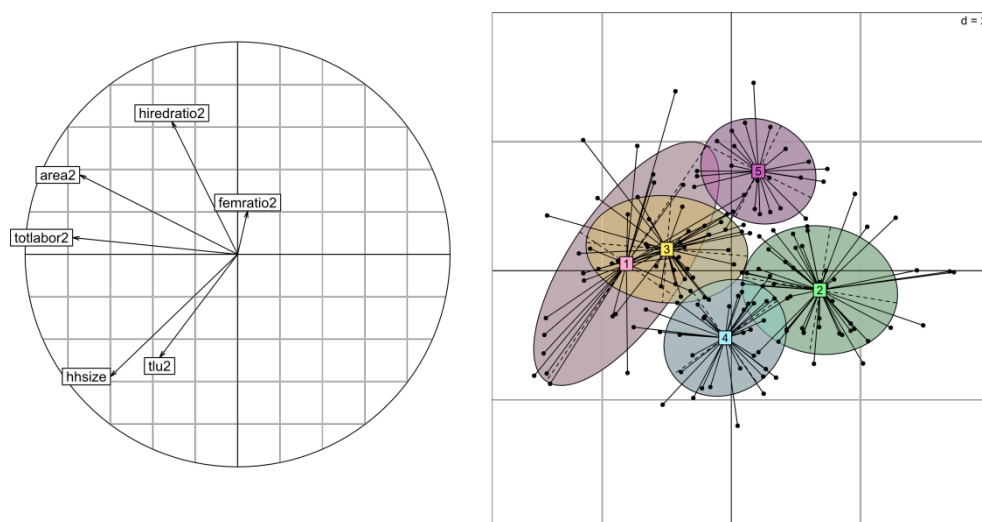 hiredratio2
area2
femratio2
totlabor2
tlu2
hhsize
5
3
1
2
4